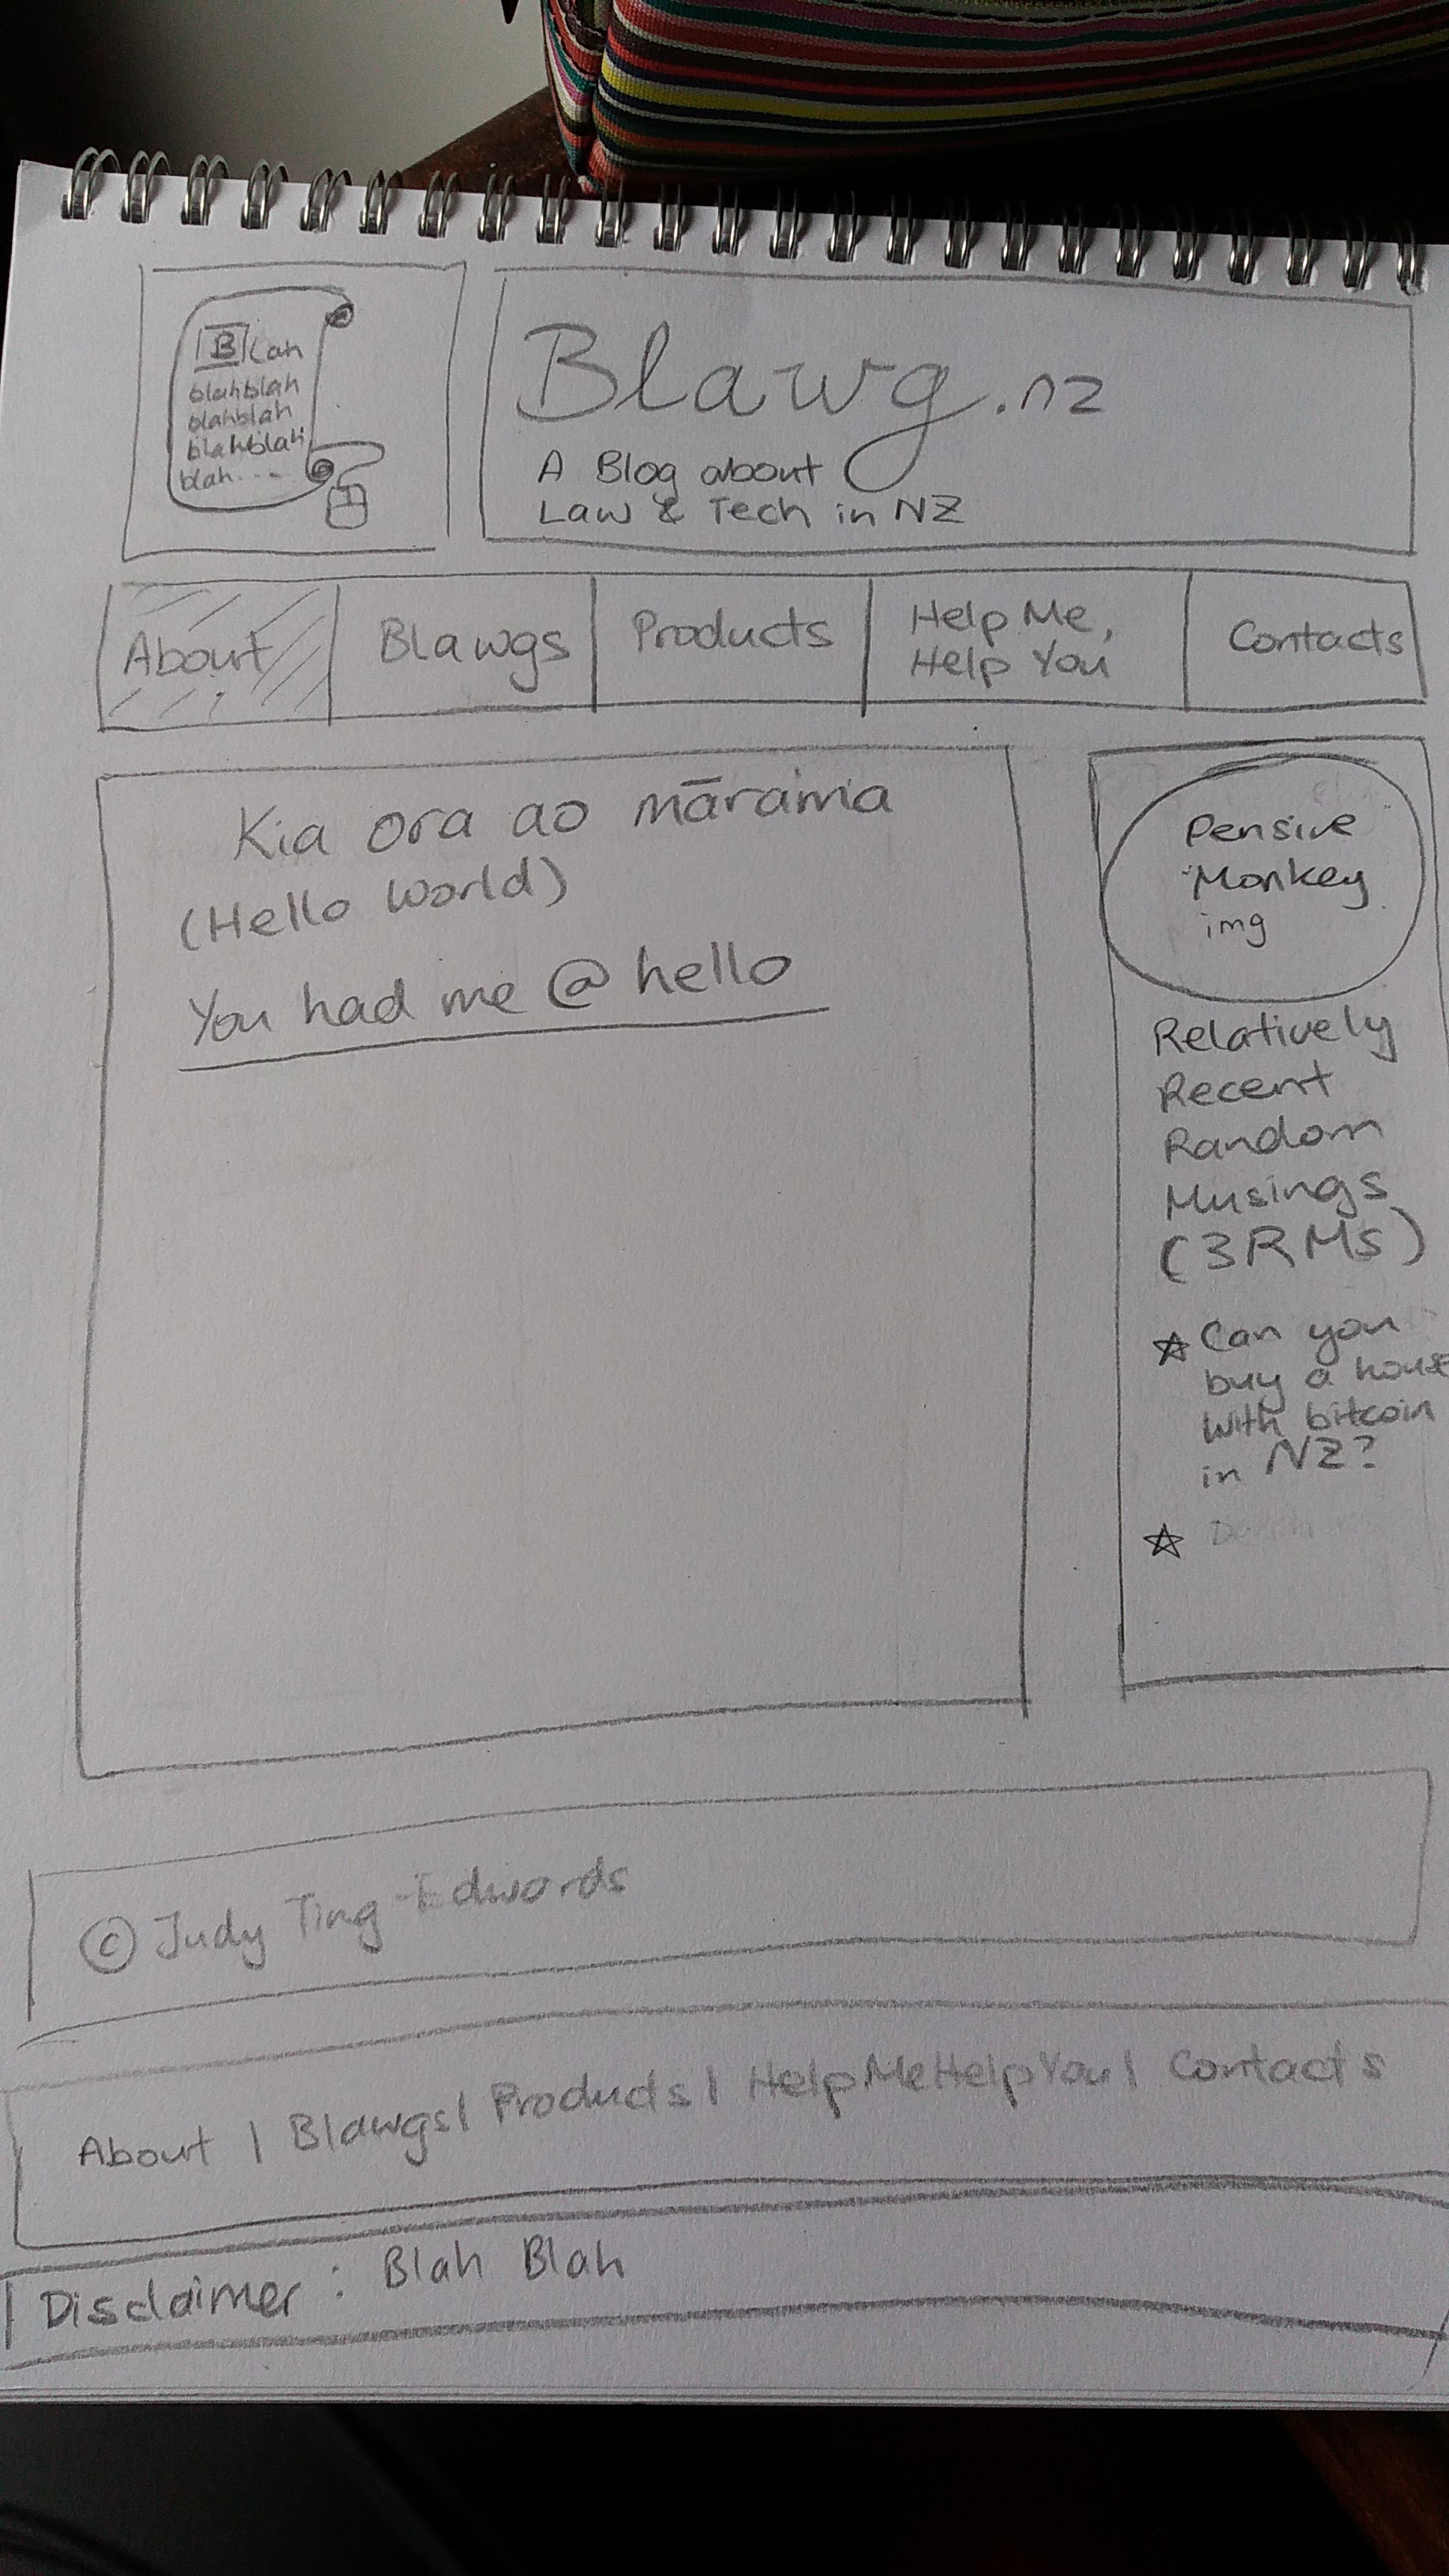 Blah
blahblah
blahblah
blahblah
blah....
Blawg.nz
A Blog about
Law & Tech in NZ
About
Blawgs
Products
Help Me,
Help You
Contacts
Kia ora ao mārama
(Hello World)
You had me @ hello
Pensive
Monkey
img
Relatively
Recent
Random
Musings
(3RMs)
☆ Can you
buy a house
with bitcoin
in NZ?
☆
© Judy Ting-Edwards
About | Blawgs | Products | HelpMeHelpYou | Contacts
Disclaimer: Blah Blah